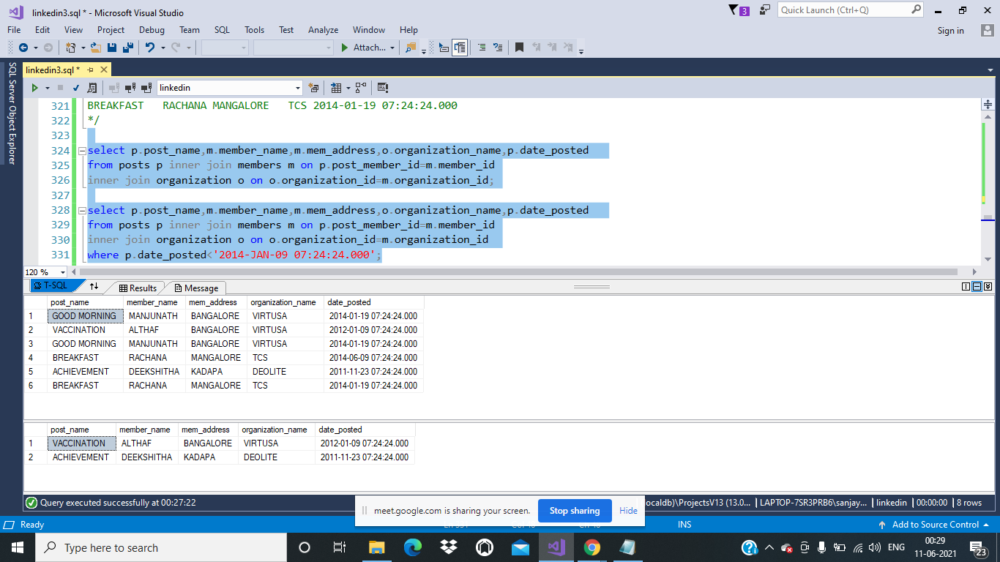 linkedin3.sql * - Microsoft Visual Studio
3
Quick Launch (Ctrl+Q)
File Edit View Project Debug Team SQL Tools Test Analyze Window Help
Sign in
Attach...
SQL Server Object Explorer
linkedin3.sql *
linkedin
321 BREAKFAST RACHANA MANGALORE TCS 2014-01-19 07:24:24.000
322 */
323
324 select p.post_name,m.member_name,m.mem_address,o.organization_name,p.date_posted
325 from posts p inner join members m on p.post_member_id=m.member_id
326 inner join organization o on o.organization_id=m.organization_id;
327
328 select p.post_name,m.member_name,m.mem_address,o.organization_name,p.date_posted
329 from posts p inner join members m on p.post_member_id=m.member_id
330 inner join organization o on o.organization_id=m.organization_id
331 where p.date_posted<'2014-JAN-09 07:24:24.000';
120 %
T-SQL Results Message
post_name member_name mem_address organization_name date_posted
1 GOOD MORNING MANJUNATH BANGALORE VIRTUSA 2014-01-19 07:24:24.000
2 VACCINATION ALTHAF BANGALORE VIRTUSA 2012-01-09 07:24:24.000
3 GOOD MORNING MANJUNATH BANGALORE VIRTUSA 2014-01-19 07:24:24.000
4 BREAKFAST RACHANA MANGALORE TCS 2014-06-09 07:24:24.000
5 ACHIEVEMENT DEEKSHITHA KADAPA DEOLITE 2011-11-23 07:24:24.000
6 BREAKFAST RACHANA MANGALORE TCS 2014-01-19 07:24:24.000
post_name member_name mem_address organization_name date_posted
1 VACCINATION ALTHAF BANGALORE VIRTUSA 2012-01-09 07:24:24.000
2 ACHIEVEMENT DEEKSHITHA KADAPA DEOLITE 2011-11-23 07:24:24.000
Query executed successfully at 00:27:22
ocaldb)\ProjectsV13 (13.0... LAPTOP-7SR3PRB6\sanjay... linkedin 00:00:00 8 rows
meet.google.com is sharing your screen. Stop sharing Hide
Ready
INS
Add to Source Control
Type here to search
ENG
00:29
11-06-2021
23